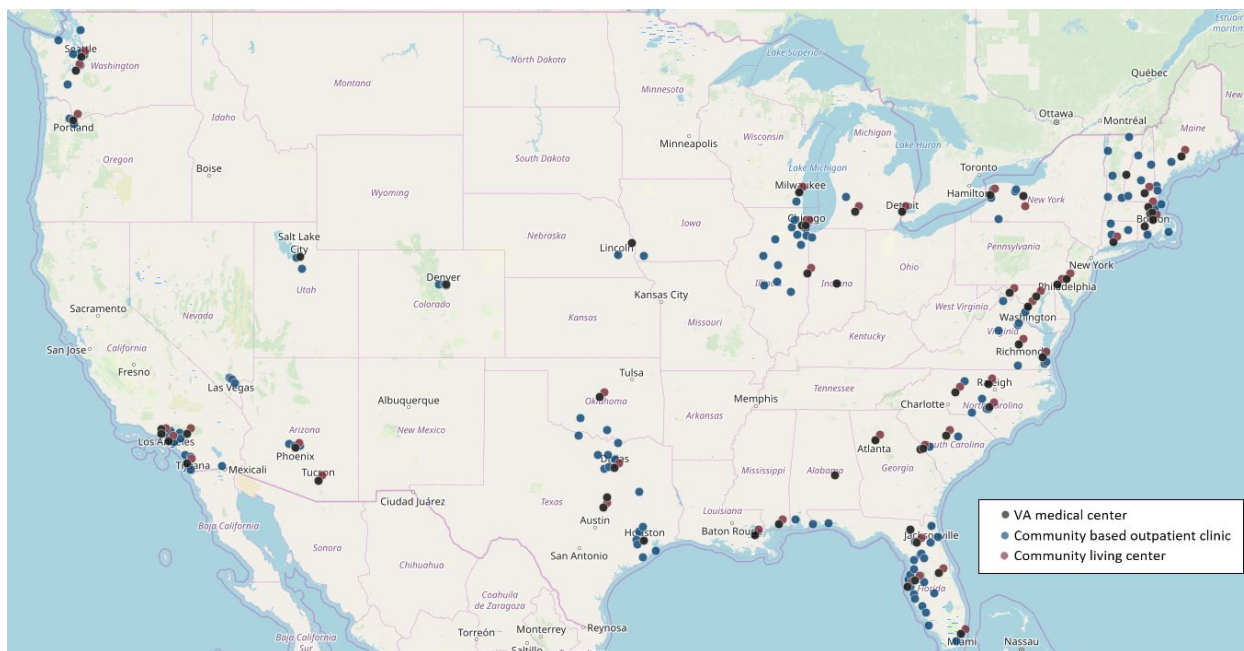 Québec
Estuaire
maritim
Lake Superior
Seattle
Washington
Montana
North Dakota
Minnesota
Ottawa
Montréal
Maine
New
Portland
Oregon
Idaho
Boise
South Dakota
Minneapolis
Wisconsin
Michigan
Lake Huron
Lake Michigan
Toronto
Hamilton
New York
Wyoming
Milwaukee
Detroit
Boston
Iowa
Chicago
Salt Lake
City
Nebraska
Lincoln
Pennsylvania
New York
Utah
Denver
Colorado
Illinois
Indiana
Ohio
Philadelphia
Sacramento
Nevada
Kansas City
West Virginia
Washington
San Jose
California
Kansas
Missouri
Kentucky
Virginia
Richmond
Fresno
Las Vegas
Tulsa
Tennessee
Raleigh
Albuquerque
Oklahoma
Memphis
Charlotte
North Carolina
Los Angeles
Arizona
New Mexico
Arkansas
Phoenix
Atlanta
South Carolina
Tijuana
Mexicali
Tucson
Dallas
Mississippi
Alabama
Georgia
Ciudad Juárez
Texas
Louisiana
Baja California
Austin
Houston
Baton Rouge
Jacksonville
VA medical center
Community based outpatient clinic
Community living center
Sonora
San Antonio
Chihuahua
Florida
Coahuila
de Zaragoza
Baja California
Sur
Torreón
Monterrey
Saltillo
Reynosa
Miami
Nassau